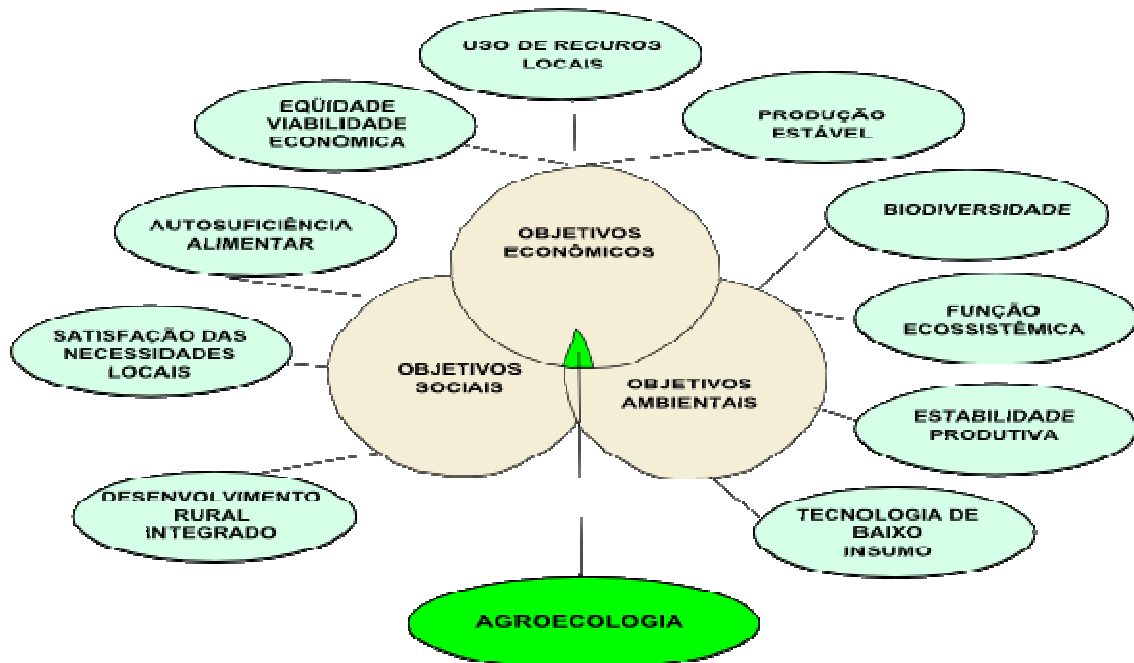 USO DE RECUROS
LOCAIS
EQÜIDADE
VIABILIDADE
ECONÔMICA
PRODUÇÃO
ESTÁVEL
AUTOSUFICIÊNCIA
ALIMENTAR
BIODIVERSIDADE
OBJETIVOS
ECONÔMICOS
FUNÇÃO
ECOSSISTÊMICA
SATISFAÇÃO DAS
NECESSIDADES
LOCAIS
OBJETIVOS
SOCIAIS
OBJETIVOS
AMBIENTAIS
ESTABILIDADE
PRODUTIVA
DESENVOLVIMENTO
RURAL
INTEGRADO
TECNOLOGIA DE
BAIXO
INSUMO
AGROECOLOGIA